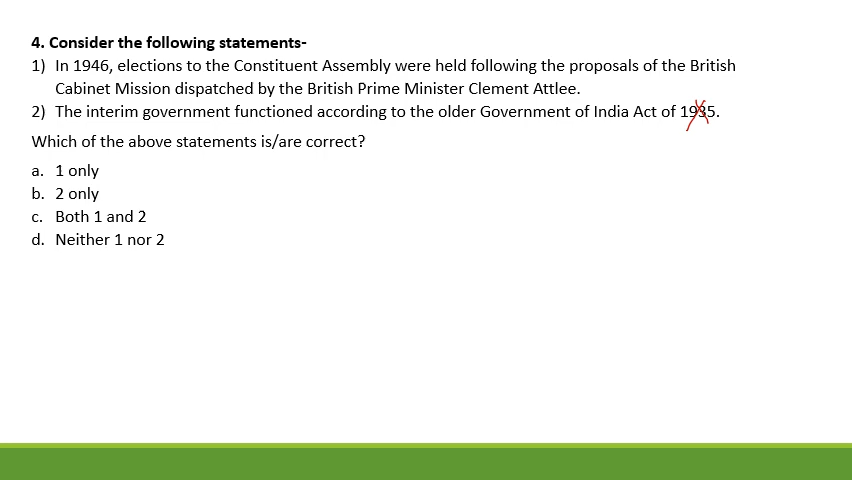 4. Consider the following statements-
1) In 1946, elections to the Constituent Assembly were held following the proposals of the British
Cabinet Mission dispatched by the British Prime Minister Clement Attlee.
2) The interim government functioned according to the older Government of India Act of 1935.
Which of the above statements is/are correct?
a. 1 only
b. 2 only
c. Both 1 and 2
d. Neither 1 nor 2